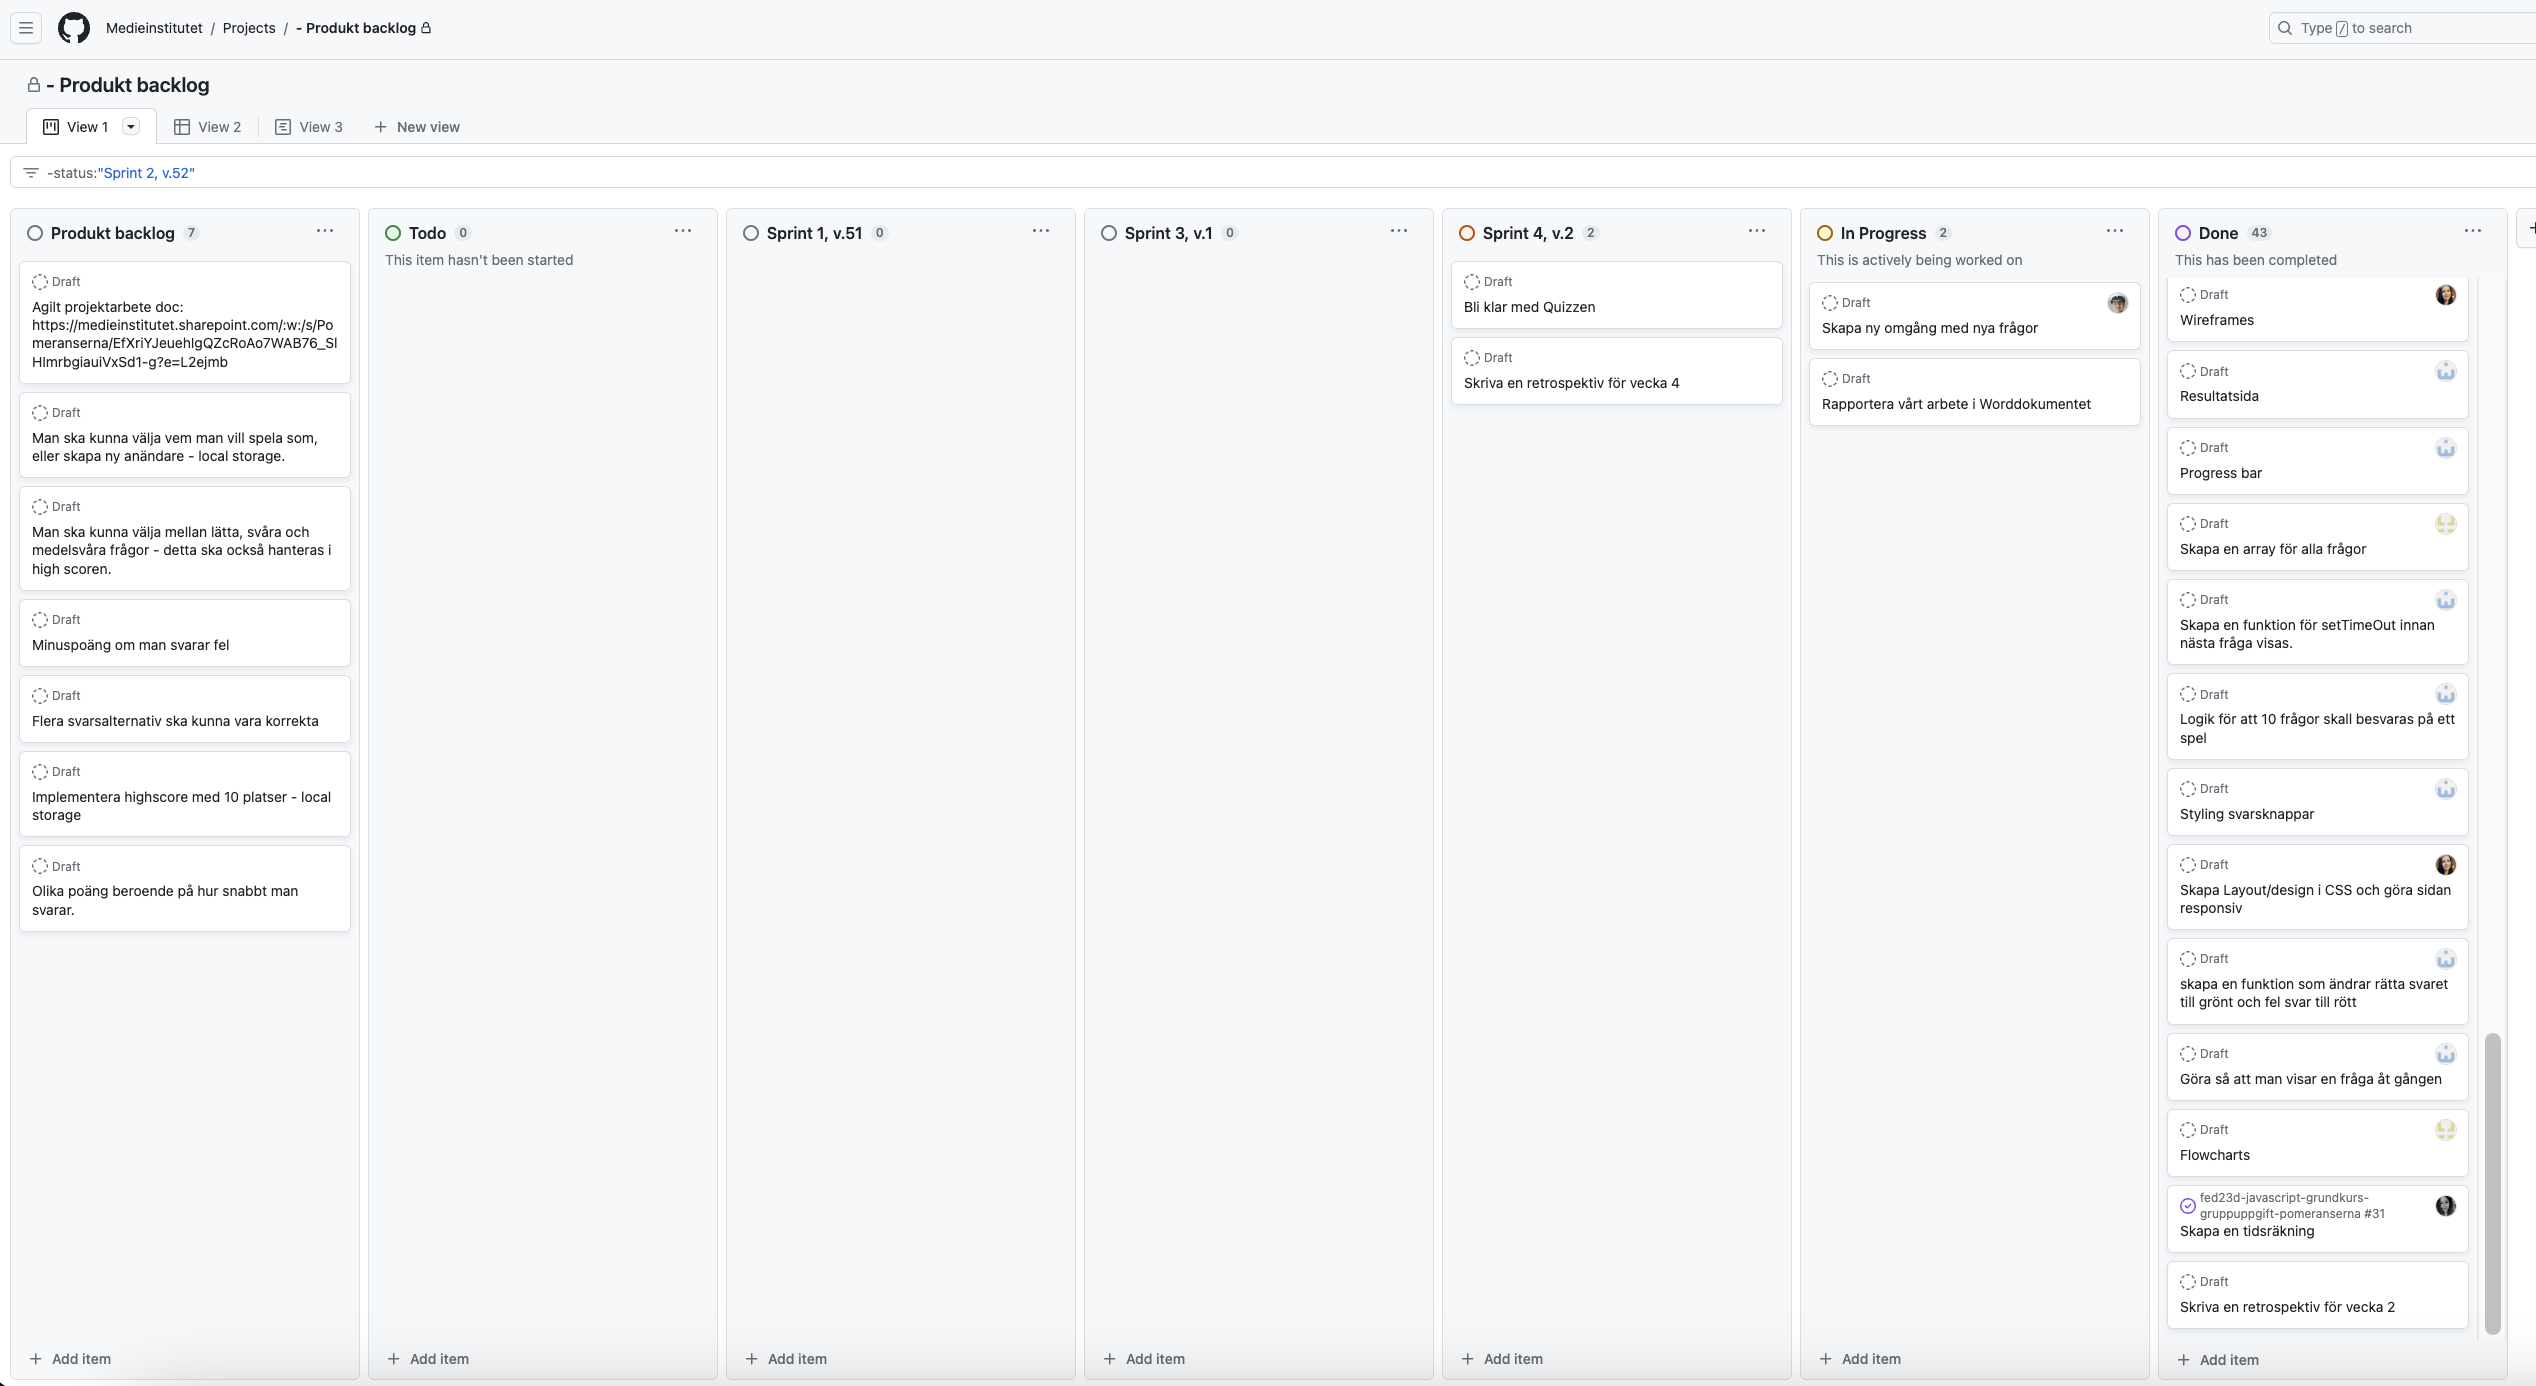 Medieinstitutet / Projects / - Produkt backlog
Type / to search
- Produkt backlog
View 1
View 2
View 3
New view
-status:"Sprint 2, v.52"
Produkt backlog 7
Draft
Agilt projektarbete doc:
https://medieinstitutet.sharepoint.com/:w:/s/Po
meranserna/EfXriYJeuehlgQZcRoAo7WAB76_Sl
HImrbgiauiVxSd1-g?e=L2ejmb
Draft
Man ska kunna välja vem man vill spela som,
eller skapa ny anändare - local storage.
Draft
Man ska kunna välja mellan lätta, svåra och
medelsvåra frågor - detta ska också hanteras i
high scoren.
Draft
Minuspoäng om man svarar fel
Draft
Flera svarsalternativ ska kunna vara korrekta
Draft
Implementera highscore med 10 platser - local
storage
Draft
Olika poäng beroende på hur snabbt man
svarar.
Add item
Todo 0
This item hasn't been started
Add item
Sprint 1, v.51 0
Add item
Sprint 3, v.1 0
Add item
Sprint 4, v.2 2
Draft
Bli klar med Quizzen
Draft
Skriva en retrospektiv för vecka 4
Add item
In Progress 2
This is actively being worked on
Draft
Skapa ny omgång med nya frågor
Draft
Rapportera vårt arbete i Worddokumentet
Add item
Done 43
This has been completed
Draft
Wireframes
Draft
Resultatsida
Draft
Progress bar
Draft
Skapa en array för alla frågor
Draft
Skapa en funktion för setTimeOut innan
nästa fråga visas.
Draft
Logik för att 10 frågor skall besvaras på ett
spel
Draft
Styling svarsknappar
Draft
Skapa Layout/design i CSS och göra sidan
responsiv
Draft
skapa en funktion som ändrar rätta svaret
till grönt och fel svar till rött
Draft
Göra så att man visar en fråga åt gången
Draft
Flowcharts
fed23d-javascript-grundkurs-
gruppuppgift-pomeranserna #31
Skapa en tidsräkning
Draft
Skriva en retrospektiv för vecka 2
Add item